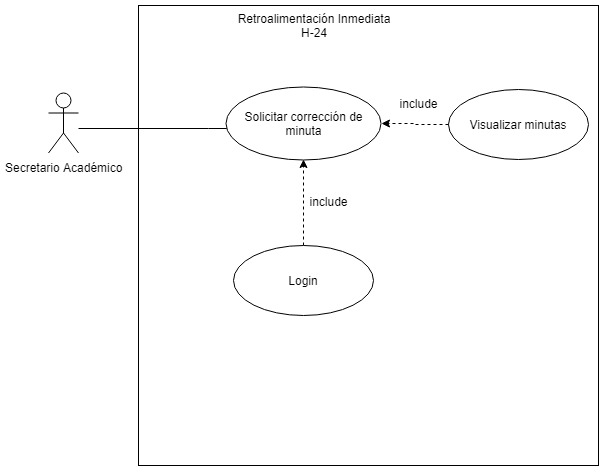 Retroalimentación Inmediata
H-24
Solicitar corrección de
minuta
include
Visualizar minutas
Secretario Académico
include
Login